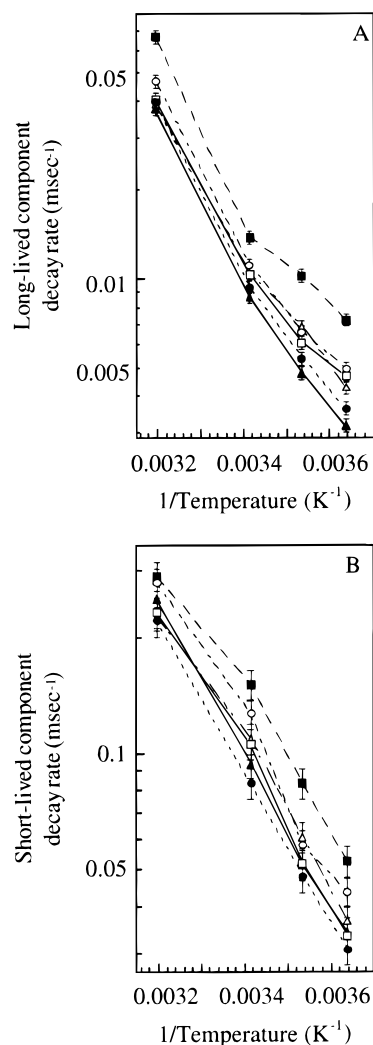 A
0.05
0.01
0.005
Long-lived component
decay rate (msec⁻¹)
0.0032 0.0034 0.0036
1/Temperature (K⁻¹)
B
0.2
0.1
0.05
Short-lived component
decay rate (msec⁻¹)
0.0032 0.0034 0.0036
1/Temperature (K⁻¹)